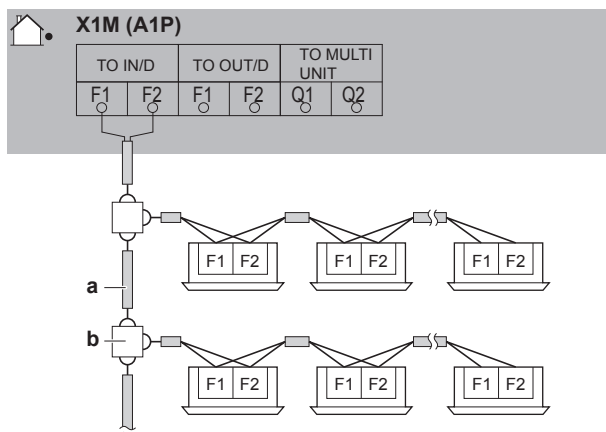 X1M (A1P)
TO IN/D TO OUT/D TO MULTI UNIT
F1 F2 F1 F2 Q1 Q2
F1 F2 F1 F2 F1 F2
a
b
F1 F2 F1 F2 F1 F2